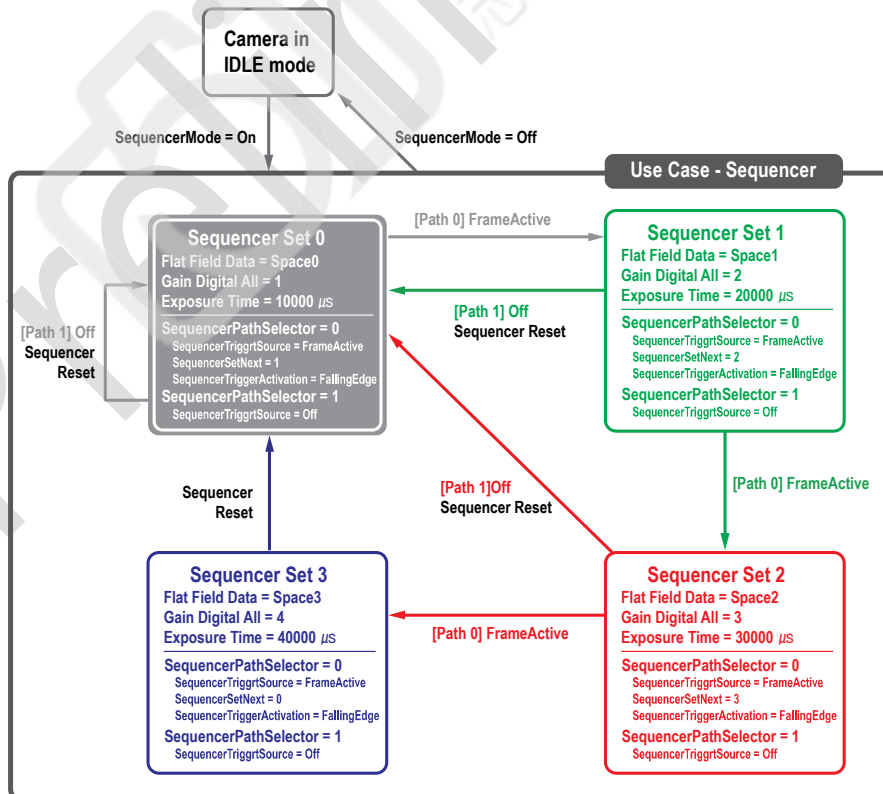 Camera in
IDLE mode
SequencerMode = On
SequencerMode = Off
Use Case - Sequencer
[Path 0] FrameActive
Sequencer Set 0
Flat Field Data = Space0
Gain Digital All = 1
Exposure Time = 10000 ㎲
SequencerPathSelector = 0
SequencerTriggrtSource = FrameActive
SequencerSetNext = 1
SequencerTriggerActivation = FallingEdge
SequencerPathSelector = 1
SequencerTriggrtSource = Off
Sequencer Set 1
Flat Field Data = Space1
Gain Digital All = 2
Exposure Time = 20000 ㎲
SequencerPathSelector = 0
SequencerTriggrtSource = FrameActive
SequencerSetNext = 2
SequencerTriggerActivation = FallingEdge
SequencerPathSelector = 1
SequencerTriggrtSource = Off
[Path 1] Off
Sequencer Reset
[Path 1] Off
Sequencer
Reset
Sequencer
Reset
[Path 1]Off
Sequencer Reset
[Path 0] FrameActive
Sequencer Set 3
Flat Field Data = Space3
Gain Digital All = 4
Exposure Time = 40000 ㎲
SequencerPathSelector = 0
SequencerTriggrtSource = FrameActive
SequencerSetNext = 0
SequencerTriggerActivation = FallingEdge
SequencerPathSelector = 1
SequencerTriggrtSource = Off
[Path 0] FrameActive
Sequencer Set 2
Flat Field Data = Space2
Gain Digital All = 3
Exposure Time = 30000 ㎲
SequencerPathSelector = 0
SequencerTriggrtSource = FrameActive
SequencerSetNext = 3
SequencerTriggerActivation = FallingEdge
SequencerPathSelector = 1
SequencerTriggrtSource = Off